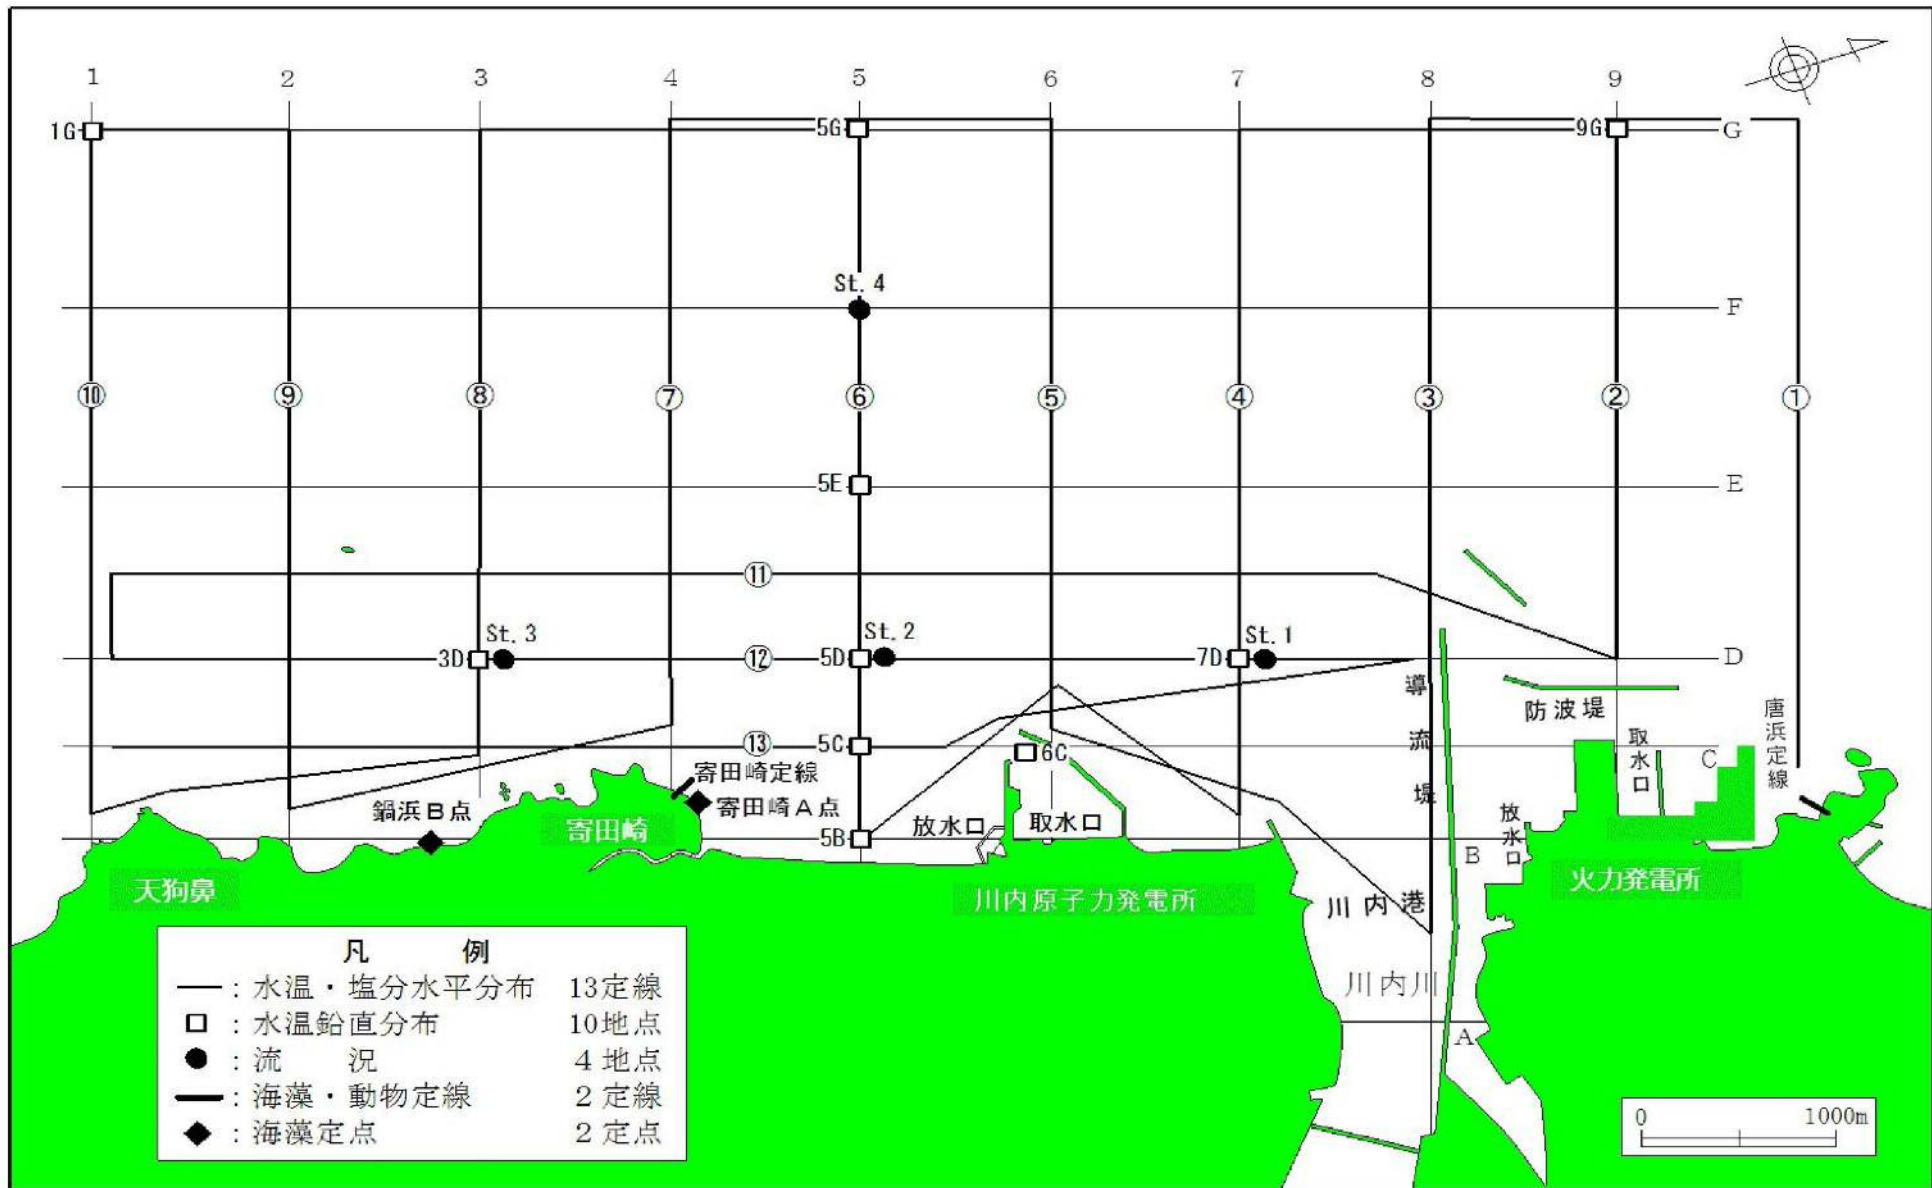 1 2 3 4 5 6 7 8 9
1G 5G 9G G
St. 4
F
⑩ ⑨ ⑧ ⑦ ⑥ ⑤ ④ ③ ② ①
5E E
⑪
St. 3 St. 2 St. 1
3D ⑫ 5D 7D D
導流堤
防波堤
唐浜定線
取水口
⑬ 5C 6C C
寄田崎定線
寄田崎A点
鍋浜B点
寄田崎
5B
放水口
取水口
放水口
B
天狗鼻
川内原子力発電所
川内港
火力発電所
川内川
A
凡 例
: 水温・塩分水平分布 13定線
: 水温鉛直分布 10地点
: 流 況 4地点
: 海藻・動物定線 2定線
: 海藻定点 2定点
0 1000m